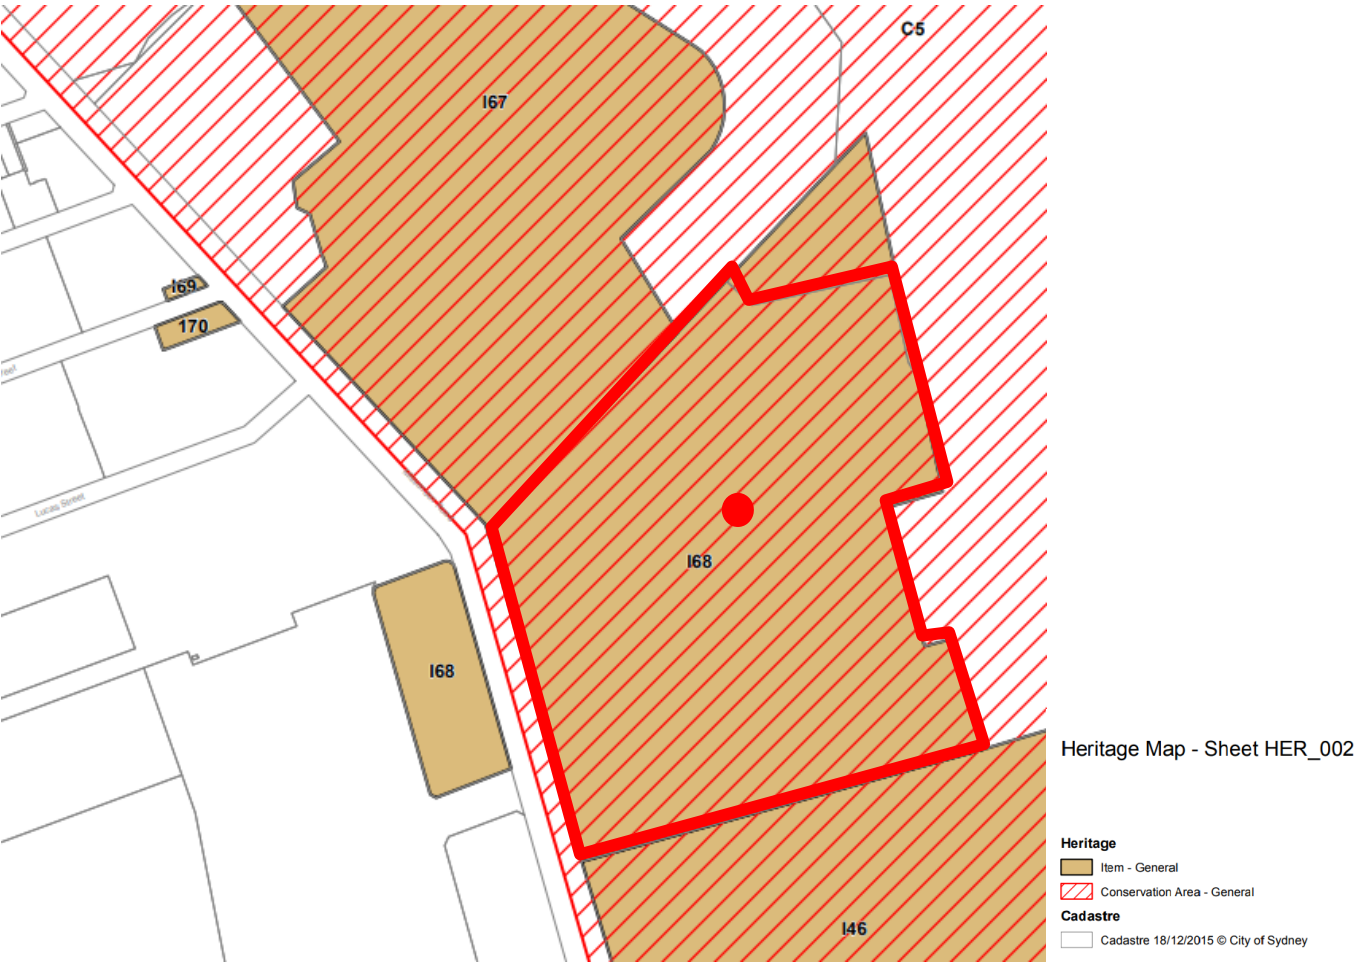 C5
I67
I69
170
Lucas Street
I68
I68
I46
Heritage Map - Sheet HER_002
Heritage
Item - General
Conservation Area - General
Cadastre
Cadastre 18/12/2015 © City of Sydney